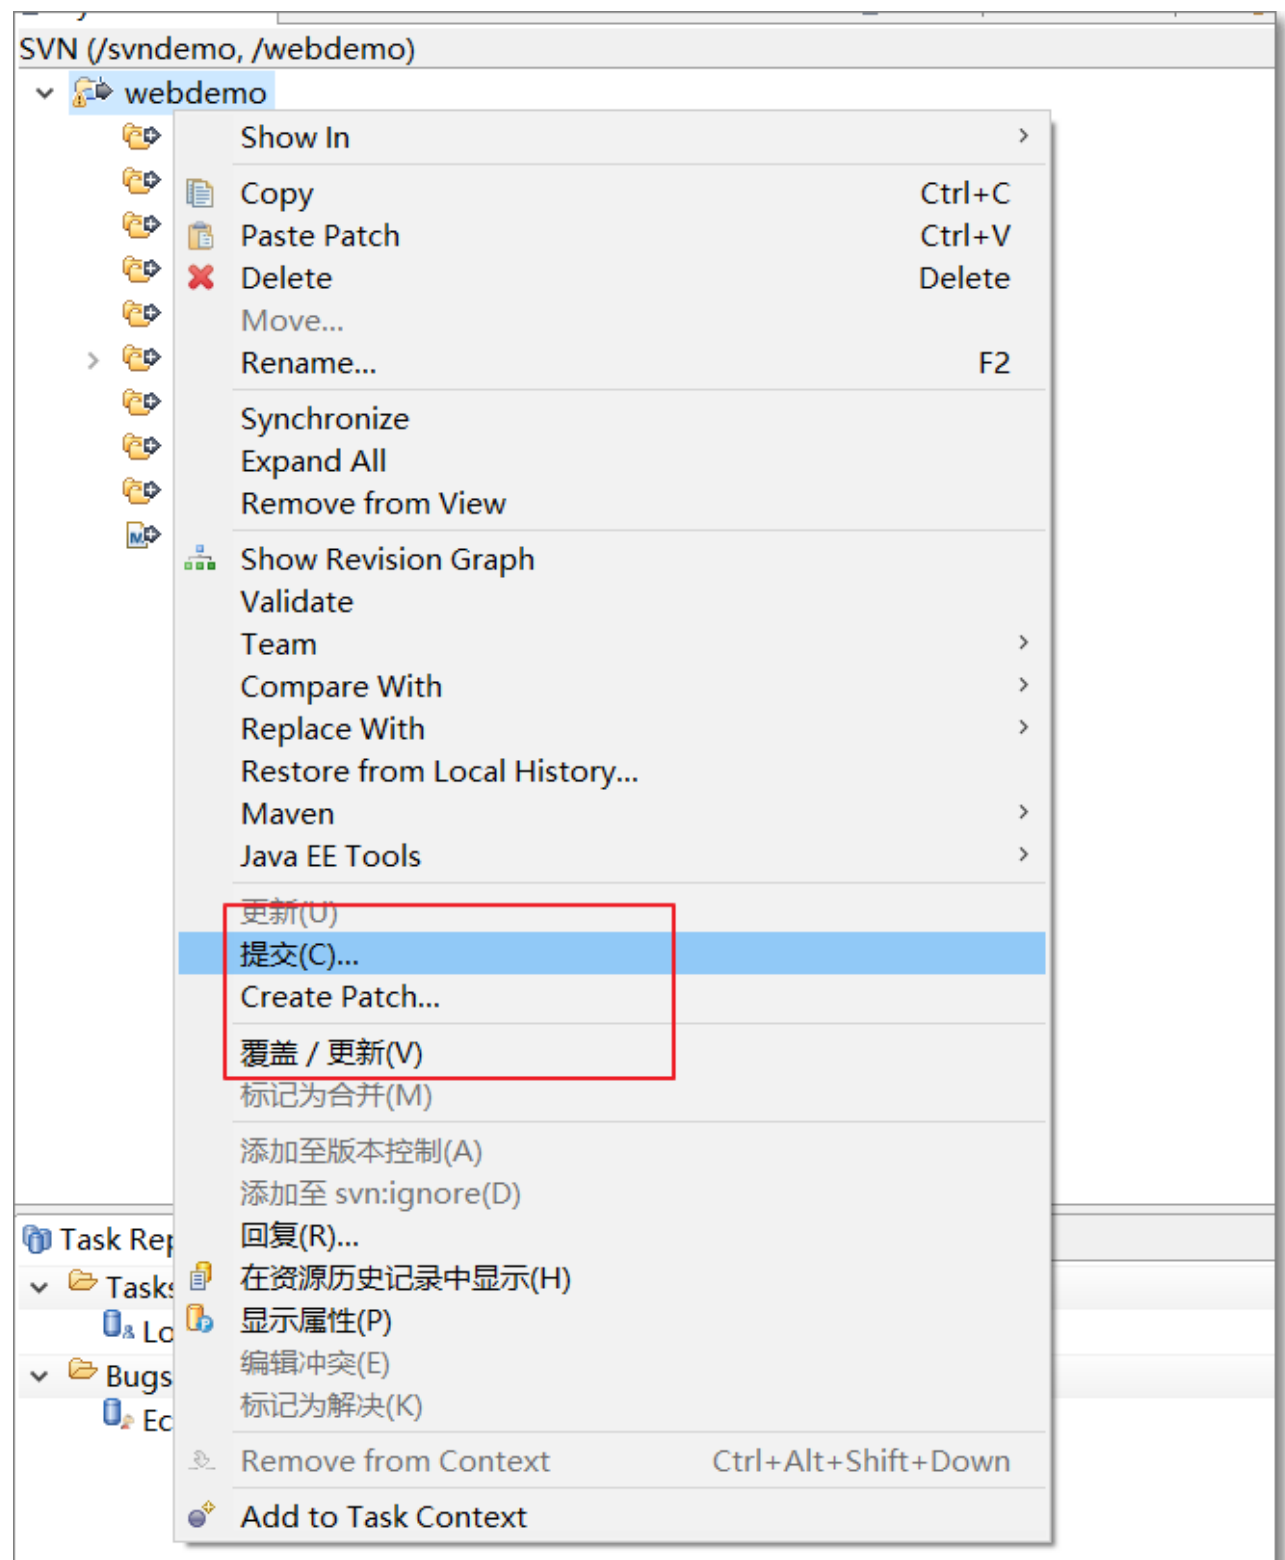 SVN (/svndemo, /webdemo)
webdemo
Show In
Copy Ctrl+C
Paste Patch Ctrl+V
Delete Delete
Move...
Rename... F2
Synchronize
Expand All
Remove from View
Show Revision Graph
Validate
Team
Compare With
Replace With
Restore from Local History...
Maven
Java EE Tools
更新(U)
提交(C)...
Create Patch...
覆盖 / 更新(V)
标记为合并(M)
添加至版本控制(A)
添加至 svn:ignore(D)
Task Rep
回复(R)...
Tasks
在资源历史记录中显示(H)
Lo
显示属性(P)
Bugs
编辑冲突(E)
Ec
标记为解决(K)
Remove from Context Ctrl+Alt+Shift+Down
Add to Task Context